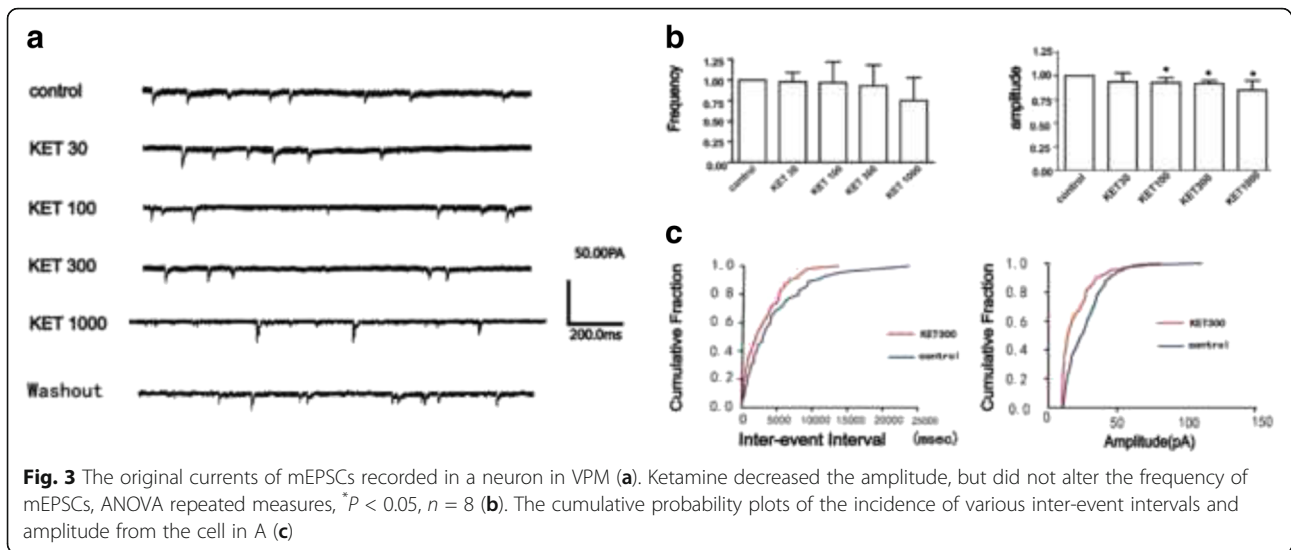 a
control
KET 30
KET 100
KET 300
KET 1000
Washout
50.00PA
200.0ms
b
Frequency
1.25
1.00
0.75
0.50
0.25
0.00
control
KET 30
KET 100
KET 300
KET 1000
amplitude
1.25
1.00
0.75
0.50
0.25
0.00
*
*
*
control
KET30
KET100
KET300
KET1000
c
Cumulative Fraction
1.0
0.8
0.6
0.4
0.2
0.0
KET300
control
0 5000 10000 15000 20000 25000
Inter-event Interval (msec)
Cumulative Fraction
1.0
0.8
0.6
0.4
0.2
0.0
KET300
control
0 50 100 150
Amplitude(pA)
Fig. 3 The original currents of mEPSCs recorded in a neuron in VPM (a). Ketamine decreased the amplitude, but did not alter the frequency of
mEPSCs, ANOVA repeated measures, *P < 0.05, n = 8 (b). The cumulative probability plots of the incidence of various inter-event intervals and
amplitude from the cell in A (c)